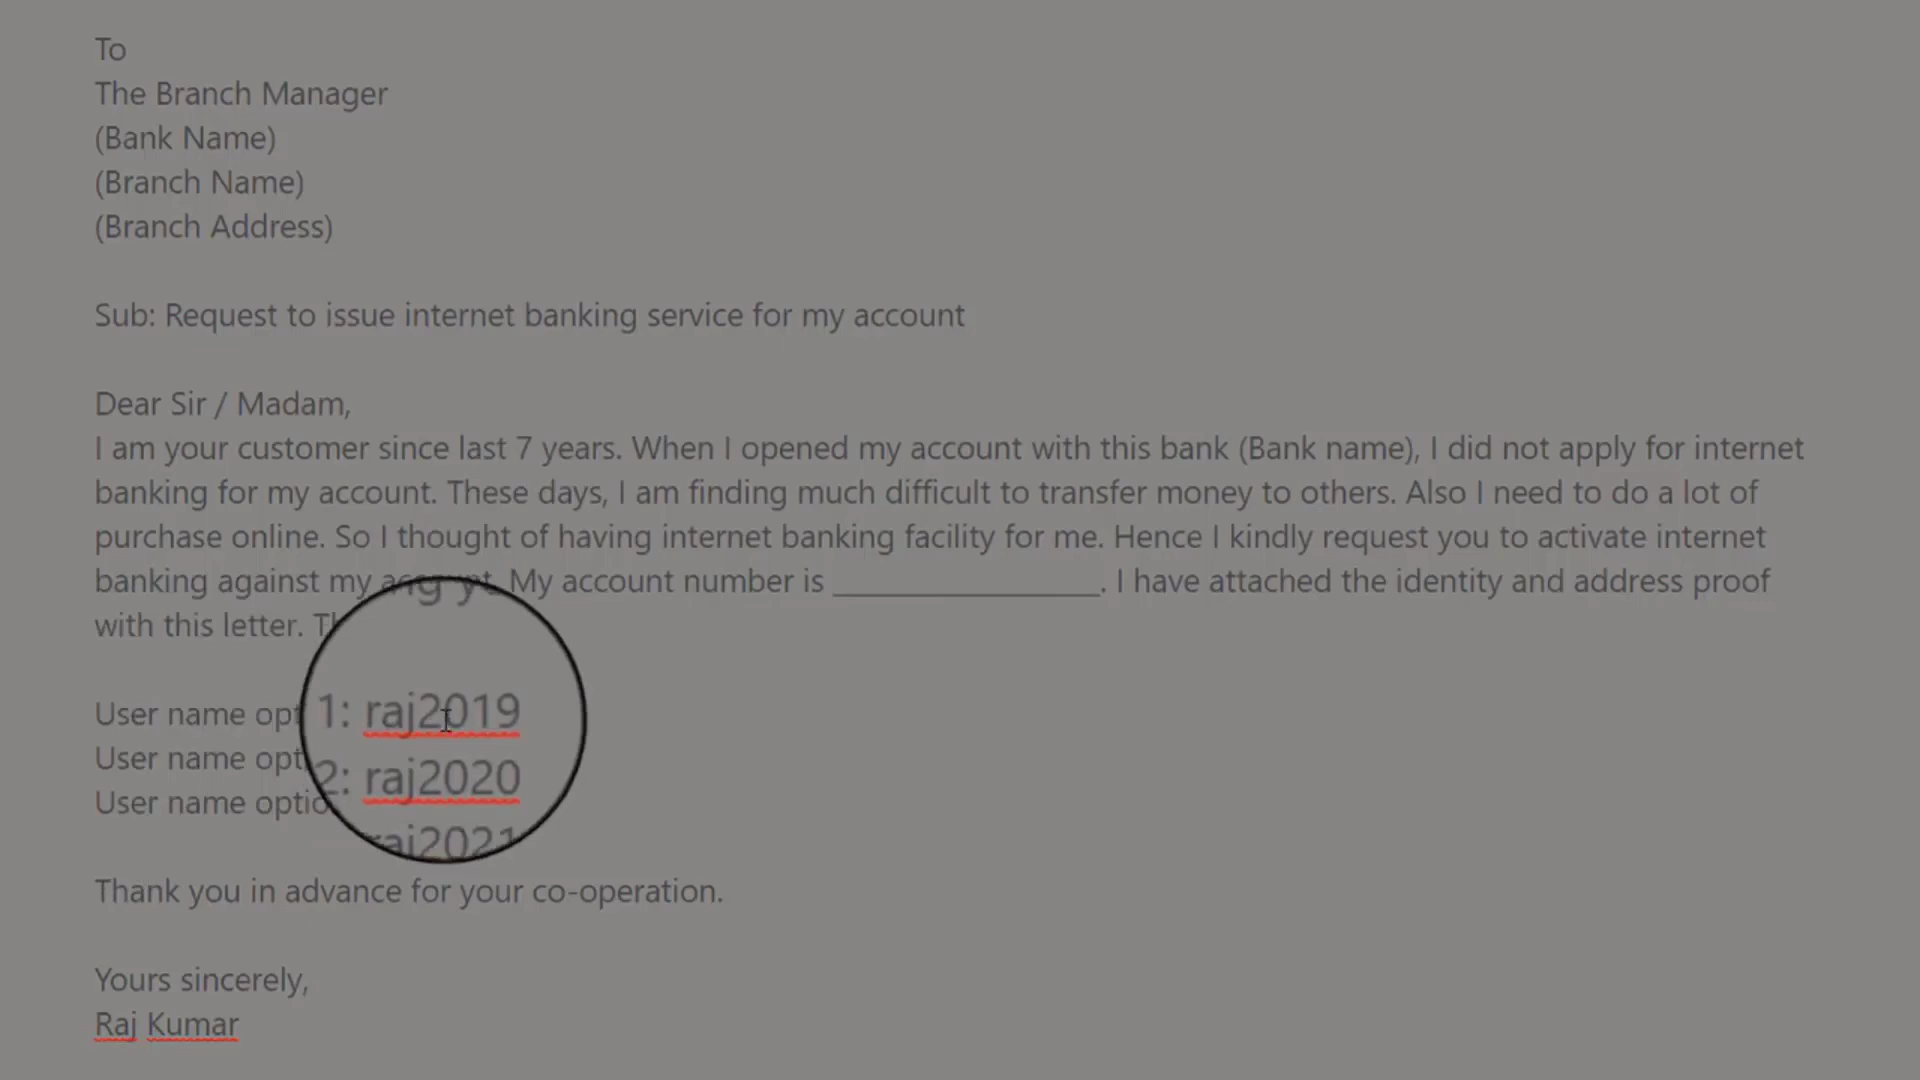 To
The Branch Manager
(Bank Name)
(Branch Name)
(Branch Address)
Sub: Request to issue internet banking service for my account
Dear Sir / Madam,
I am your customer since last 7 years. When I opened my account with this bank (Bank name), I did not apply for internet
banking for my account. These days, I am finding much difficult to transfer money to others. Also I need to do a lot of
purchase online. So I thought of having internet banking facility for me. Hence I kindly request you to activate internet
banking against my My account number is _______________. I have attached the identity and address proof
with this letter.
User name 1: raj2019
User name 2: raj2020
User name raj2021
Thank you in advance for your co-operation.
Yours sincerely,
Raj Kumar